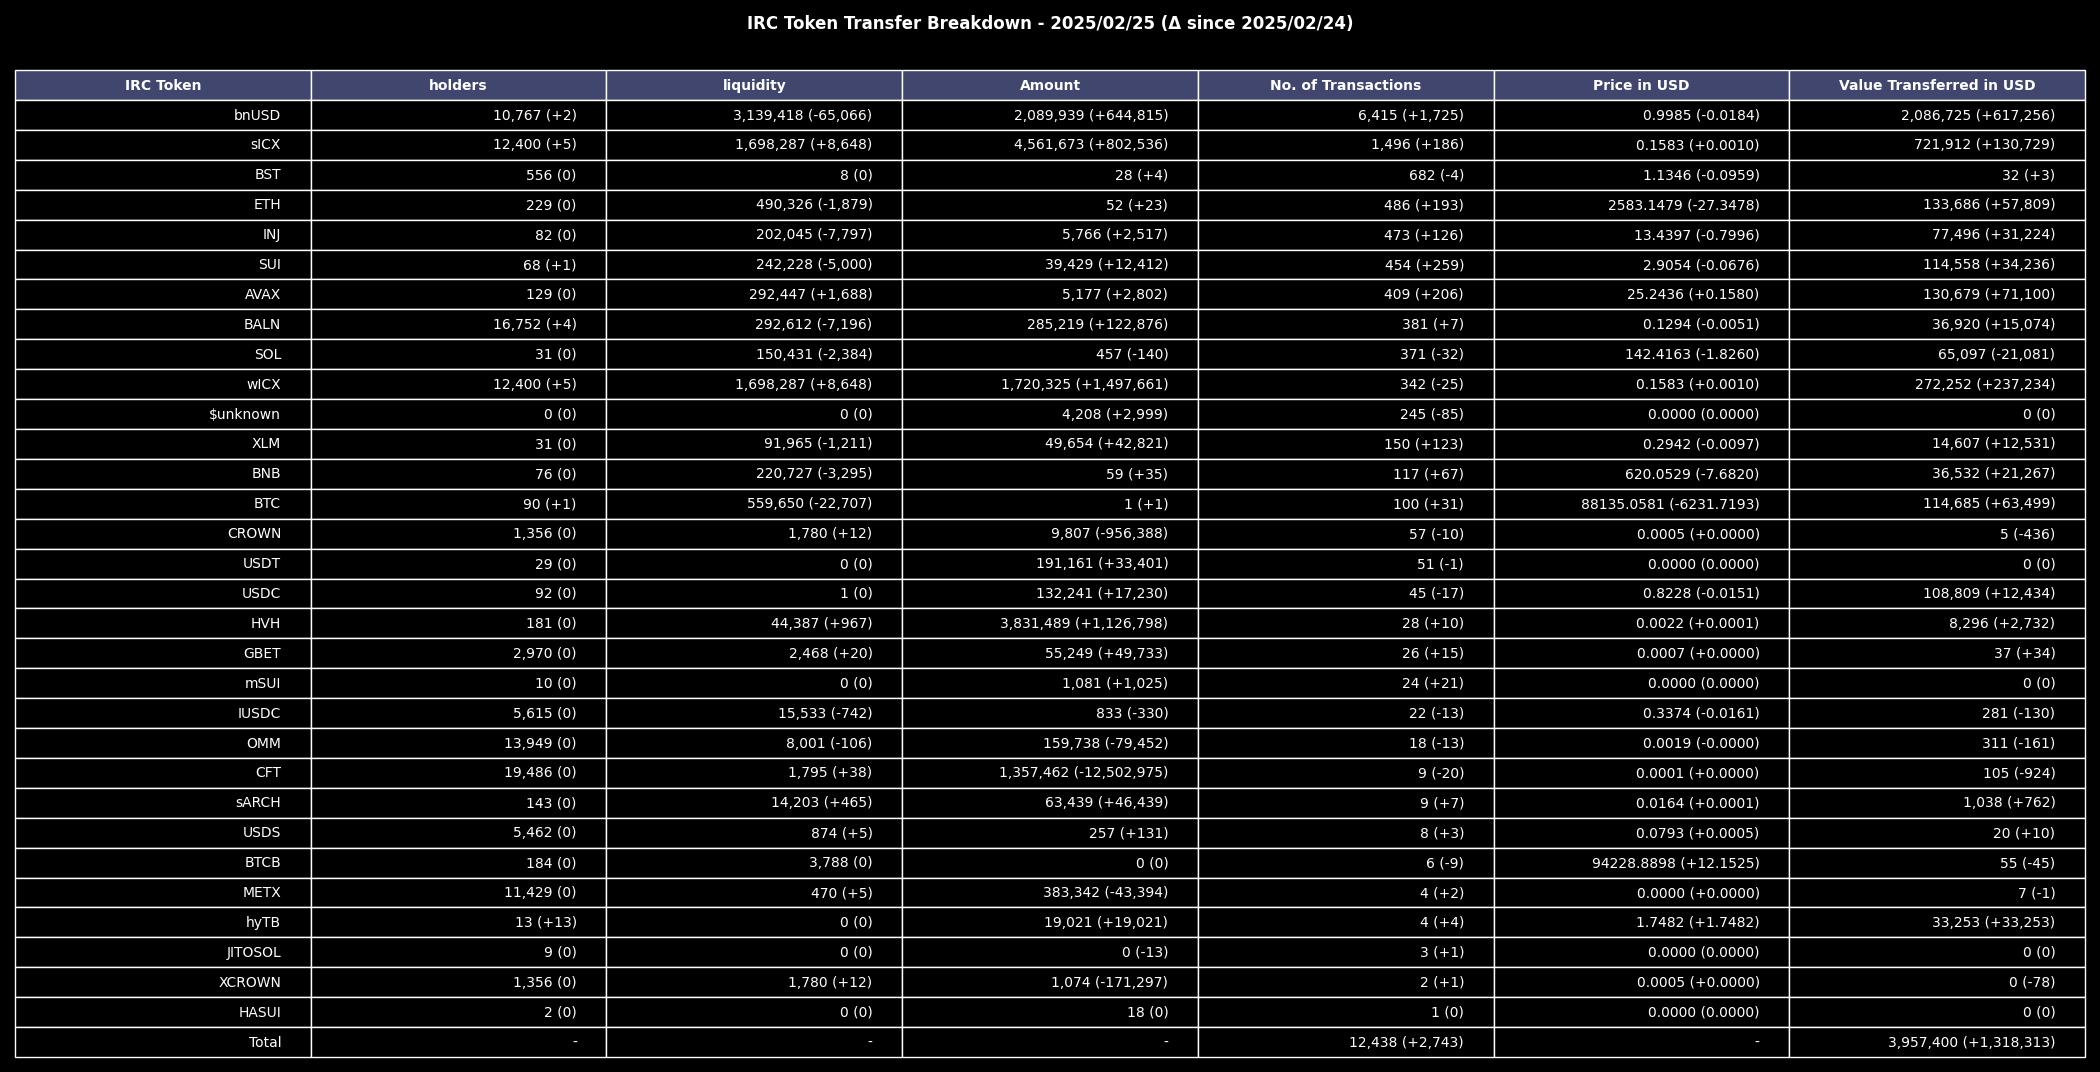 IRC Token Transfer Breakdown - 2025/02/25 (Δ since 2025/02/24)
IRC Token holders liquidity Amount No. of Transactions Price in USD Value Transferred in USD
bnUSD 10,767 (+2) 3,139,418 (-65,066) 2,089,939 (+644,815) 6,415 (+1,725) 0.9985 (-0.0184) 2,086,725 (+617,256)
sICX 12,400 (+5) 1,698,287 (+8,648) 4,561,673 (+802,536) 1,496 (+186) 0.1583 (+0.0010) 721,912 (+130,729)
BST 556 (0) 8 (0) 28 (+4) 682 (-4) 1.1346 (-0.0959) 32 (+3)
ETH 229 (0) 490,326 (-1,879) 52 (+23) 486 (+193) 2583.1479 (-27.3478) 133,686 (+57,809)
INJ 82 (0) 202,045 (-7,797) 5,766 (+2,517) 473 (+126) 13.4397 (-0.7996) 77,496 (+31,224)
SUI 68 (+1) 242,228 (-5,000) 39,429 (+12,412) 454 (+259) 2.9054 (-0.0676) 114,558 (+34,236)
AVAX 129 (0) 292,447 (+1,688) 5,177 (+2,802) 409 (+206) 25.2436 (+0.1580) 130,679 (+71,100)
BALN 16,752 (+4) 292,612 (-7,196) 285,219 (+122,876) 381 (+7) 0.1294 (-0.0051) 36,920 (+15,074)
SOL 31 (0) 150,431 (-2,384) 457 (-140) 371 (-32) 142.4163 (-1.8260) 65,097 (-21,081)
wICX 12,400 (+5) 1,698,287 (+8,648) 1,720,325 (+1,497,661) 342 (-25) 0.1583 (+0.0010) 272,252 (+237,234)
$unknown 0 (0) 0 (0) 4,208 (+2,999) 245 (-85) 0.0000 (0.0000) 0 (0)
XLM 31 (0) 91,965 (-1,211) 49,654 (+42,821) 150 (+123) 0.2942 (-0.0097) 14,607 (+12,531)
BNB 76 (0) 220,727 (-3,295) 59 (+35) 117 (+67) 620.0529 (-7.6820) 36,532 (+21,267)
BTC 90 (+1) 559,650 (-22,707) 1 (+1) 100 (+31) 88135.0581 (-6231.7193) 114,685 (+63,499)
CROWN 1,356 (0) 1,780 (+12) 9,807 (-956,388) 57 (-10) 0.0005 (+0.0000) 5 (-436)
USDT 29 (0) 0 (0) 191,161 (+33,401) 51 (-1) 0.0000 (0.0000) 0 (0)
USDC 92 (0) 1 (0) 132,241 (+17,230) 45 (-17) 0.8228 (-0.0151) 108,809 (+12,434)
HVH 181 (0) 44,387 (+967) 3,831,489 (+1,126,798) 28 (+10) 0.0022 (+0.0001) 8,296 (+2,732)
GBET 2,970 (0) 2,468 (+20) 55,249 (+49,733) 26 (+15) 0.0007 (+0.0000) 37 (+34)
mSUI 10 (0) 0 (0) 1,081 (+1,025) 24 (+21) 0.0000 (0.0000) 0 (0)
IUSDC 5,615 (0) 15,533 (-742) 833 (-330) 22 (-13) 0.3374 (-0.0161) 281 (-130)
OMM 13,949 (0) 8,001 (-106) 159,738 (-79,452) 18 (-13) 0.0019 (-0.0000) 311 (-161)
CFT 19,486 (0) 1,795 (+38) 1,357,462 (-12,502,975) 9 (-20) 0.0001 (+0.0000) 105 (-924)
sARCH 143 (0) 14,203 (+465) 63,439 (+46,439) 9 (+7) 0.0164 (+0.0001) 1,038 (+762)
USDS 5,462 (0) 874 (+5) 257 (+131) 8 (+3) 0.0793 (+0.0005) 20 (+10)
BTCB 184 (0) 3,788 (0) 0 (0) 6 (-9) 94228.8898 (+12.1525) 55 (-45)
METX 11,429 (0) 470 (+5) 383,342 (-43,394) 4 (+2) 0.0000 (+0.0000) 7 (-1)
hyTB 13 (+13) 0 (0) 19,021 (+19,021) 4 (+4) 1.7482 (+1.7482) 33,253 (+33,253)
JITOSOL 9 (0) 0 (0) 0 (-13) 3 (+1) 0.0000 (0.0000) 0 (0)
XCROWN 1,356 (0) 1,780 (+12) 1,074 (-171,297) 2 (+1) 0.0005 (+0.0000) 0 (-78)
HASUI 2 (0) 0 (0) 18 (0) 1 (0) 0.0000 (0.0000) 0 (0)
Total - - - 12,438 (+2,743) - 3,957,400 (+1,318,313)